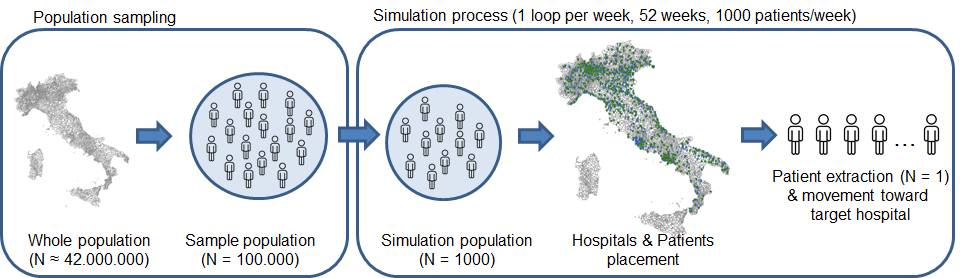 Population sampling
Simulation process (1 loop per week, 52 weeks, 1000 patients/week)
Whole population
(N ≈ 42.000.000)
Sample population
(N = 100.000)
Simulation population
(N = 1000)
Hospitals & Patients
placement
...
Patient extraction (N = 1)
& movement toward
target hospital